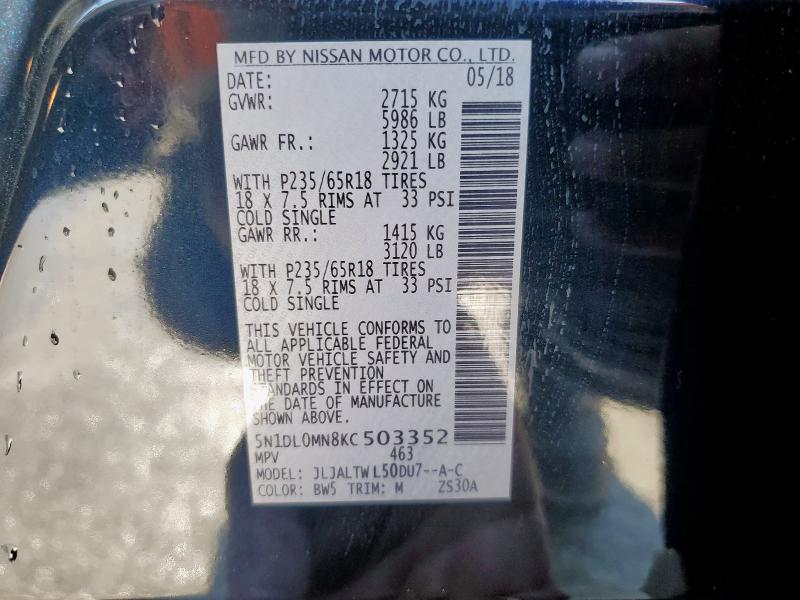 MFD BY NISSAN MOTOR CO., LTD.
DATE: 05/18
GVWR: 2715 KG
5986 LB
GAWR FR.: 1325 KG
2921 LB
WITH P235/65R18 TIRES
18 X 7.5 RIMS AT 33 PSI
COLD SINGLE
GAWR RR.: 1415 KG
3120 LB
WITH P235/65R18 TIRES
18 X 7.5 RIMS AT 33 PSI
COLD SINGLE
THIS VEHICLE CONFORMS TO
ALL APPLICABLE FEDERAL
MOTOR VEHICLE SAFETY AND
THEFT PREVENTION
STANDARDS IN EFFECT ON
THE DATE OF MANUFACTURE
SHOWN ABOVE.
5N1DL0MN8KC503352
MPV 463
MODEL: JLJALTWL50DU7--A-C
COLOR: BW5 TRIM: M ZS30A